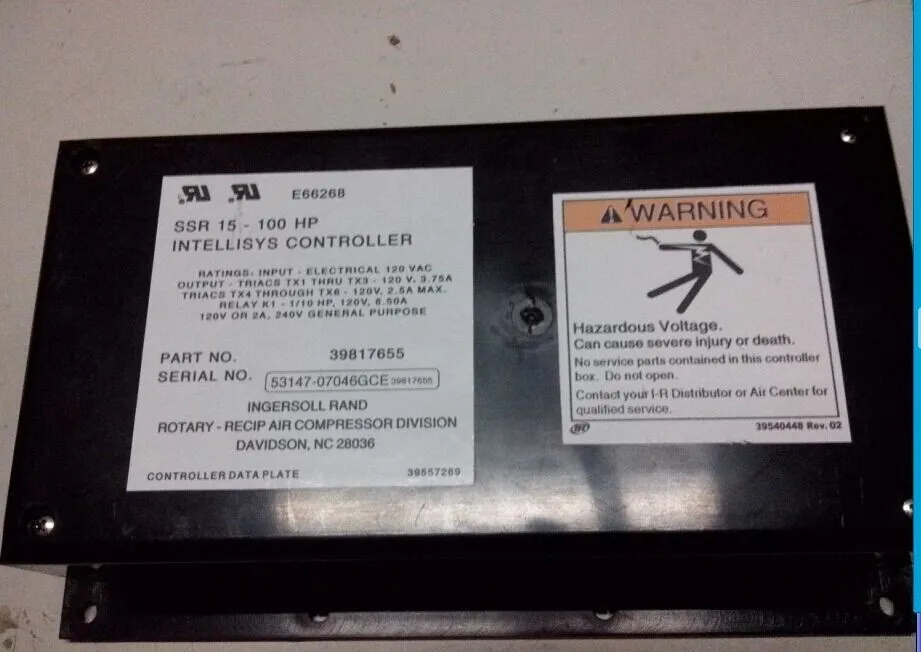 E66268
SSR 15 - 100 HP
INTELLISYS CONTROLLER
RATINGS: INPUT - ELECTRICAL 120 VAC
OUTPUT - TRIACS TX1 THRU TX3 - 120 V, 3.75A
TRIACS TX4 THROUGH TX6 - 120V, 2.5A MAX.
RELAY K1 - 1/10 HP, 120V, 6.50A
120V OR 2A, 240V GENERAL PURPOSE
PART NO. 39817655
SERIAL NO. 53147-07046GCE 39817655
INGERSOLL RAND
ROTARY - RECIP AIR COMPRESSOR DIVISION
DAVIDSON, NC 28036
CONTROLLER DATA PLATE 39557269
WARNING
Hazardous Voltage.
Can cause severe injury or death.
No service parts contained in this controller
box. Do not open.
Contact your I-R Distributor or Air Center for
qualified service.
39540448 Rev. 02